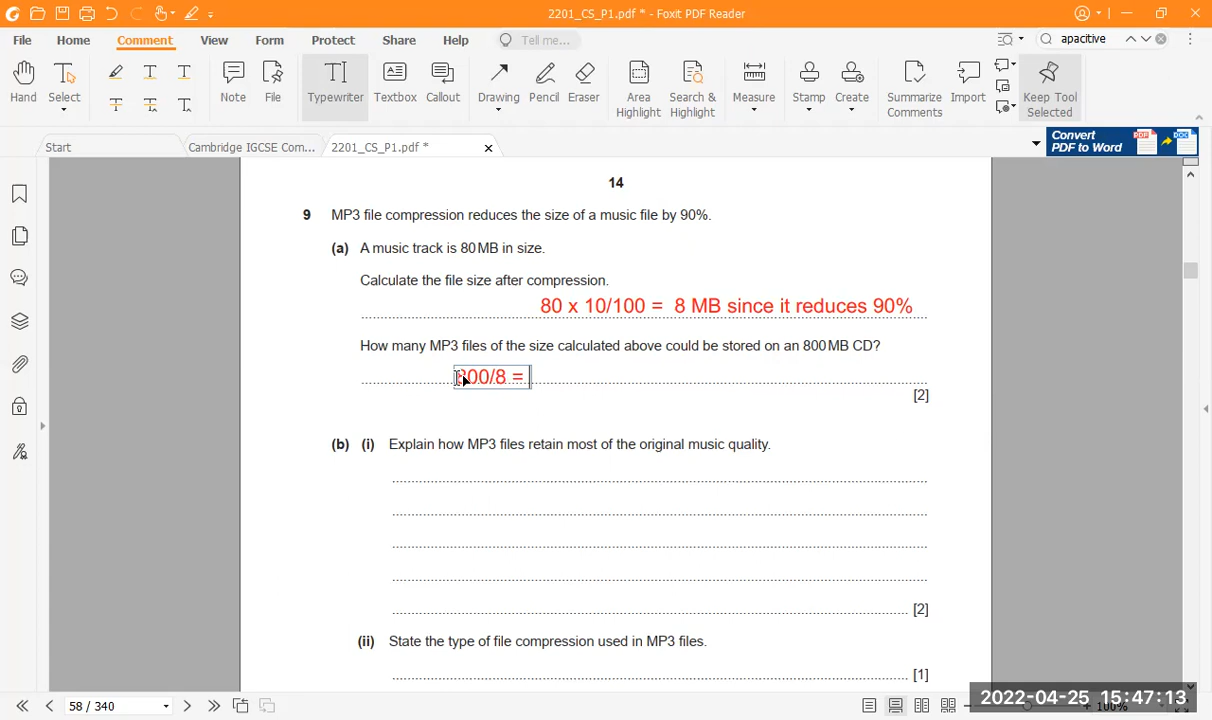 2201_CS_P1.pdf * - Foxit PDF Reader
File Home Comment View Form Protect Share Help Tell me... apacitive
Hand Select Note File Typewriter Textbox Callout Drawing Pencil Eraser Area Highlight Search & Highlight Measure Stamp Create Summarize Comments Import Keep Tool Selected
Start Cambridge IGCSE Com... 2201_CS_P1.pdf * Convert PDF to Word
14
9 MP3 file compression reduces the size of a music file by 90%.
(a) A music track is 80 MB in size.
Calculate the file size after compression.
80 x 10/100 = 8 MB since it reduces 90%
How many MP3 files of the size calculated above could be stored on an 800 MB CD?
800/8 =
[2]
(b) (i) Explain how MP3 files retain most of the original music quality.
[2]
(ii) State the type of file compression used in MP3 files.
[1]
58 / 340
2022-04-25 15:47:13
100%